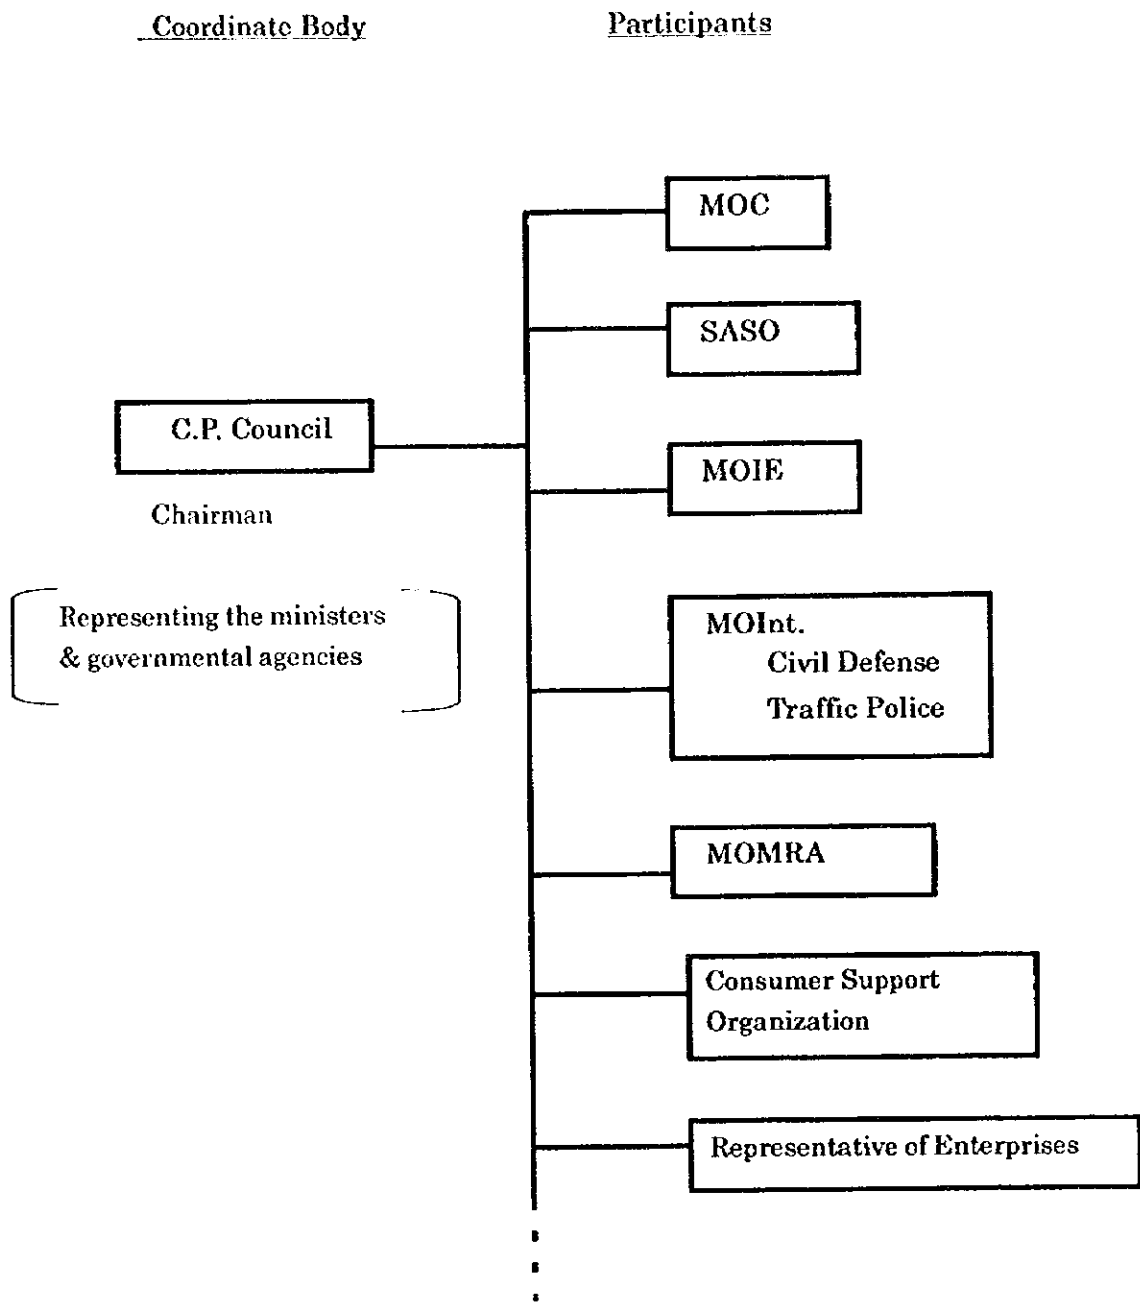 Coordinate Body
Participants
MOC
SASO
C.P. Council
MOIE
Chairman
Representing the ministers
& governmental agencies
MOInt.
Civil Defense
Traffic Police
MOMRA
Consumer Support
Organization
Representative of Enterprises